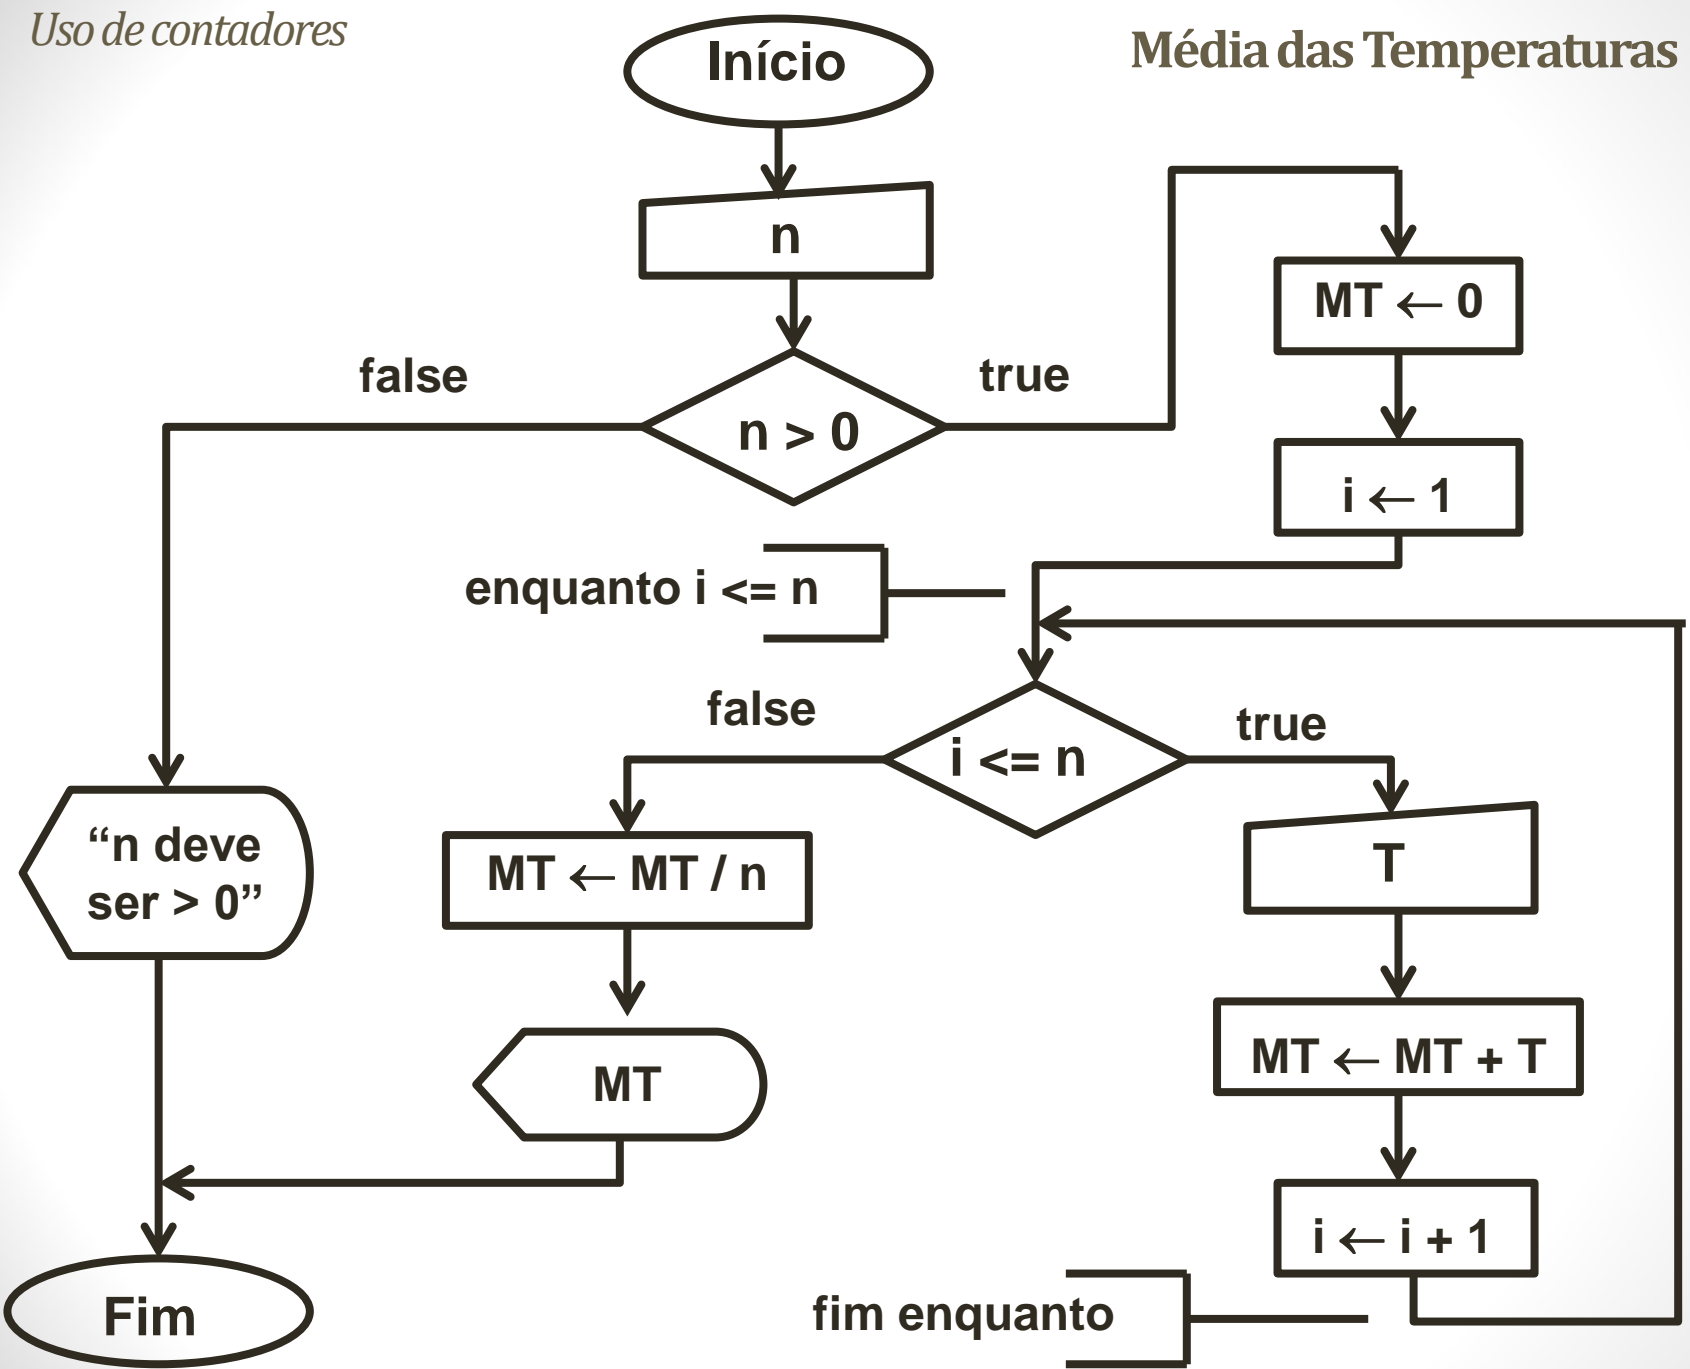 Uso de contadores
Média das Temperaturas
Início
n
n > 0
false
true
MT ← 0
i ← 1
enquanto i <= n
i <= n
false
true
“n deve
ser > 0”
MT ← MT / n
MT
T
MT ← MT + T
i ← i + 1
fim enquanto
Fim